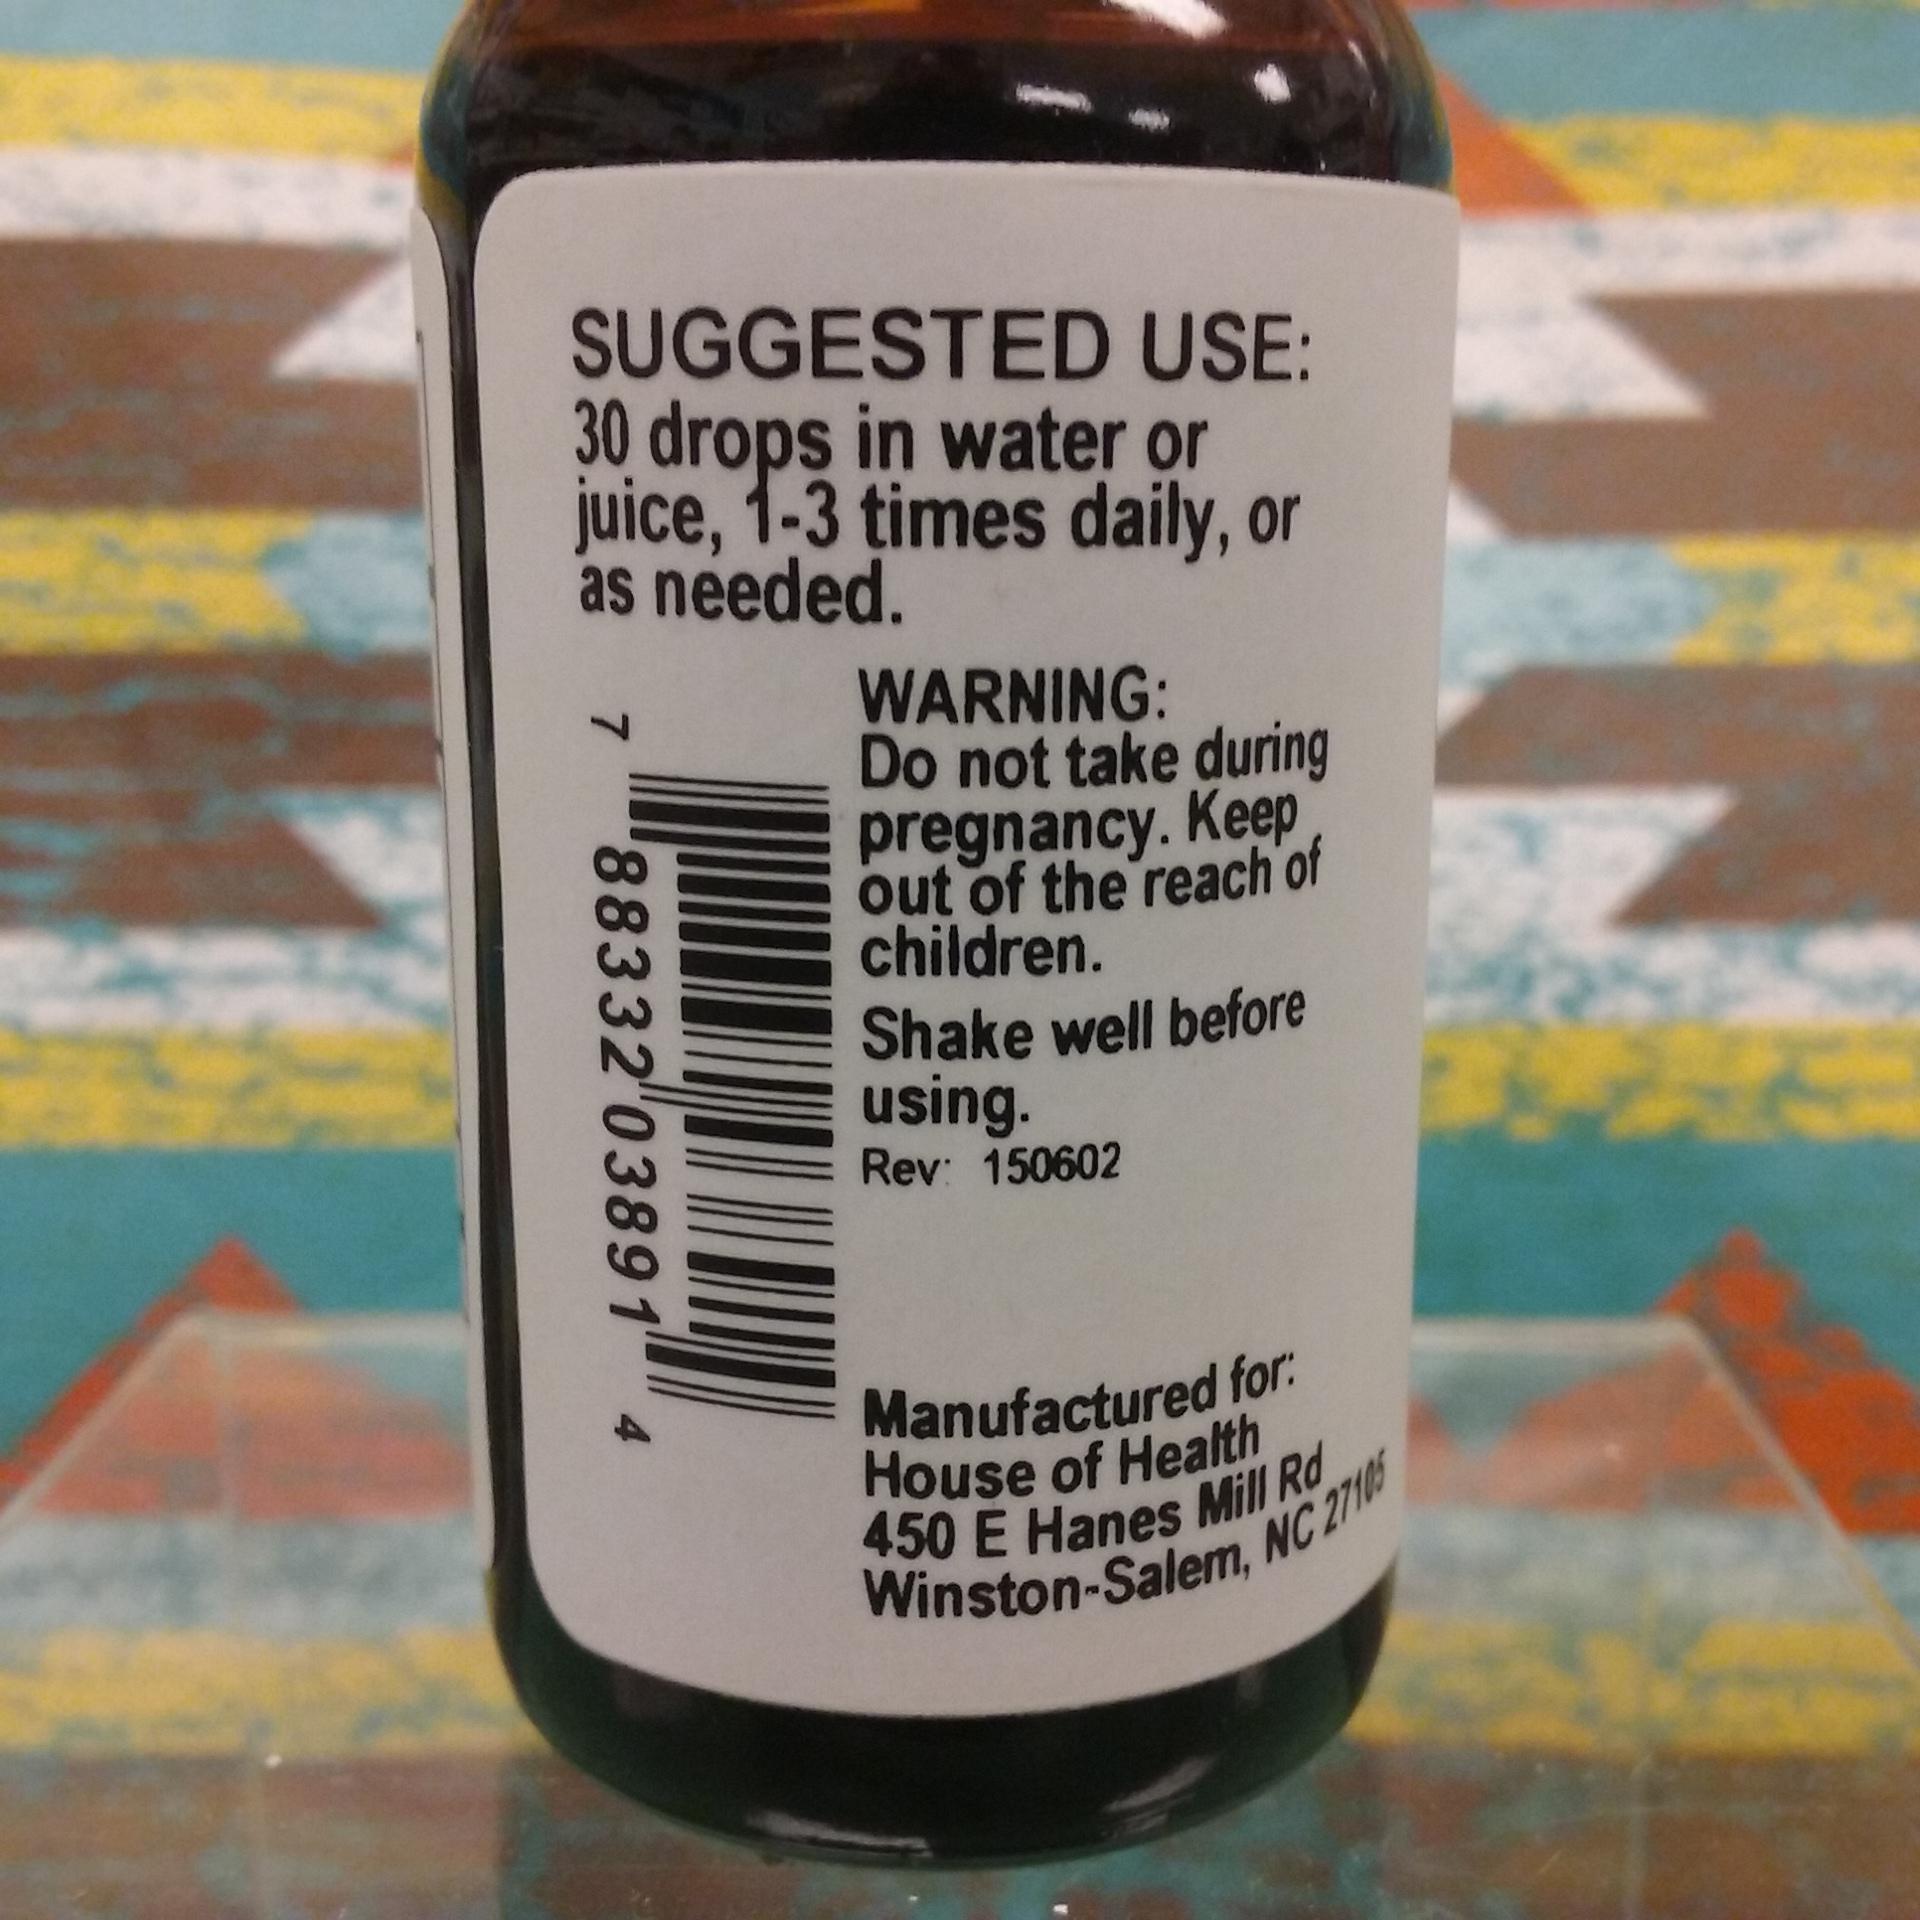 SUGGESTED USE:
30 drops in water or
juice, 1-3 times daily, or
as needed.
WARNING:
Do not take during
pregnancy. Keep
out of the reach of
children.
Shake well before
using.
Rev: 150602
7 88332 03891 4
Manufactured for:
House of Health
450 E Hanes Mill Rd
Winston-Salem, NC 27105